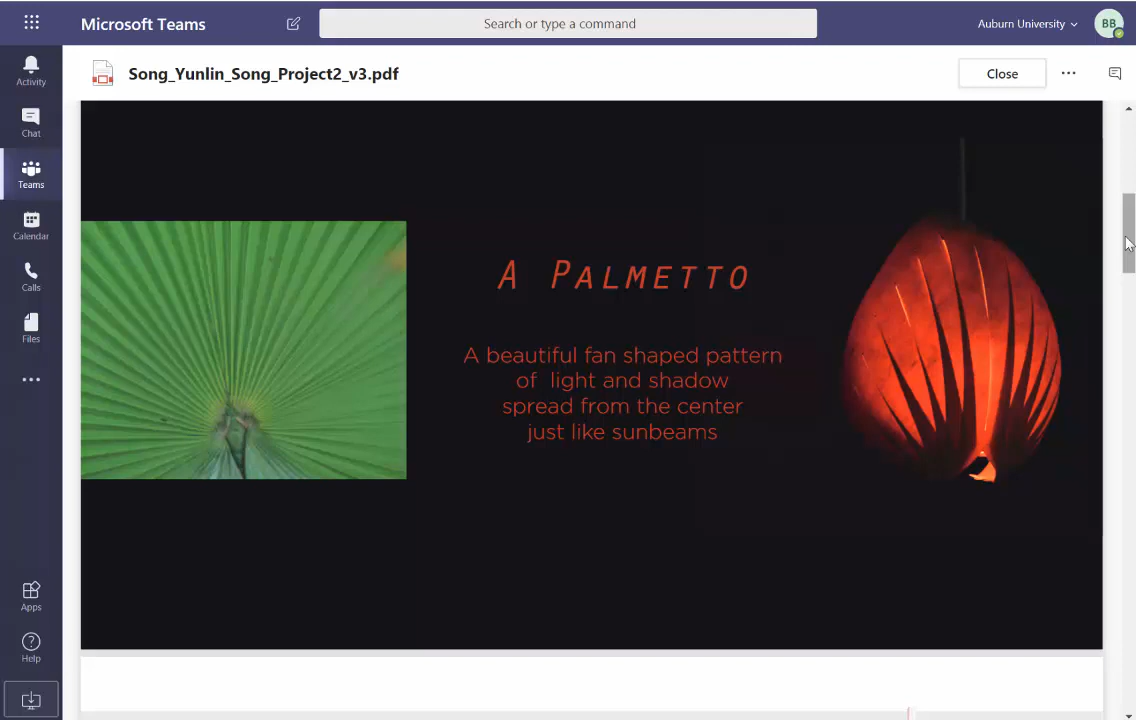 Microsoft Teams
Search or type a command
Auburn University
BB
Activity
Chat
Teams
Calendar
Calls
Files
Apps
Help
Song_Yunlin_Song_Project2_v3.pdf
Close
A PALMETTO
A beautiful fan shaped pattern
of light and shadow
spread from the center
just like sunbeams